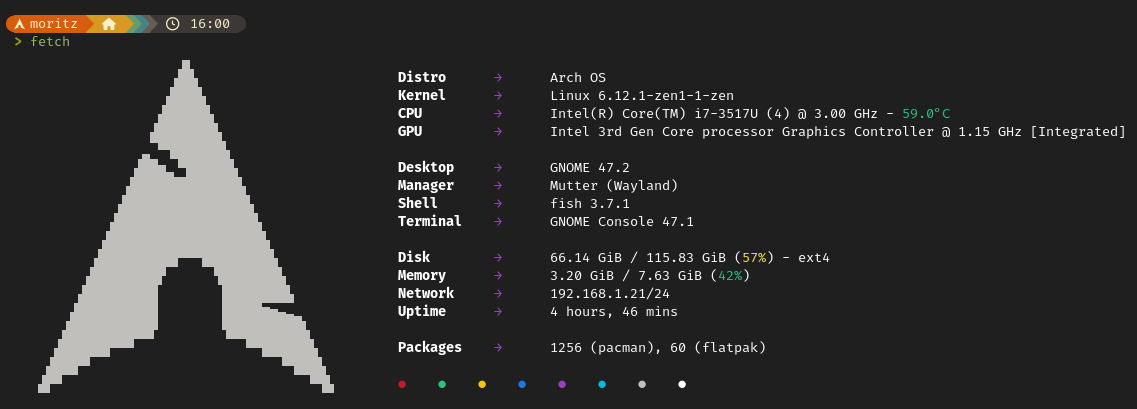 moritz 16:00
> fetch
Distro → Arch OS
Kernel → Linux 6.12.1-zen1-1-zen
CPU → Intel(R) Core(TM) i7-3517U (4) @ 3.00 GHz - 59.0°C
GPU → Intel 3rd Gen Core processor Graphics Controller @ 1.15 GHz [Integrated]
Desktop → GNOME 47.2
Manager → Mutter (Wayland)
Shell → fish 3.7.1
Terminal → GNOME Console 47.1
Disk → 66.14 GiB / 115.83 GiB (57%) - ext4
Memory → 3.20 GiB / 7.63 GiB (42%)
Network → 192.168.1.21/24
Uptime → 4 hours, 46 mins
Packages → 1256 (pacman), 60 (flatpak)